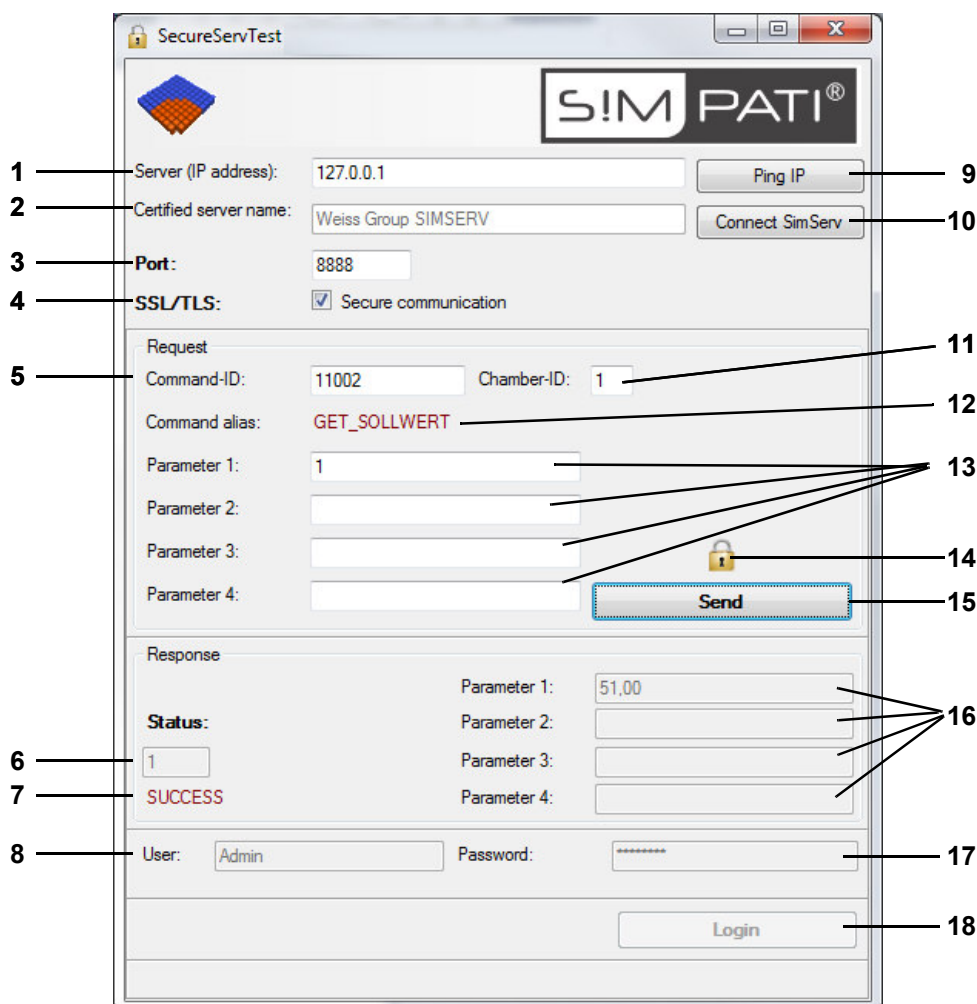 SecureServTest
S!MPATI®
1 Server (IP address): 127.0.0.1 Ping IP 9
2 Certified server name: Weiss Group SIMSERV Connect SimServ 10
3 Port: 8888
4 SSL/TLS: Secure communication
Request
11
5 Command-ID: 11002 Chamber-ID: 1
12
Command alias: GET_SOLLWERT
Parameter 1: 1 13
Parameter 2:
Parameter 3: 14
Parameter 4: Send 15
Response
Parameter 1: 51,00
Status: Parameter 2: 16
6 1 Parameter 3:
7 SUCCESS Parameter 4:
8 User: Admin Password: ******** 17
Login 18